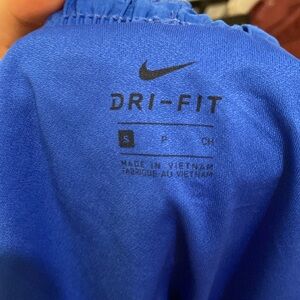 DRI-FIT
S P CH
MADE IN VIETNAM
FABRIQUÉ AU VIETNAM